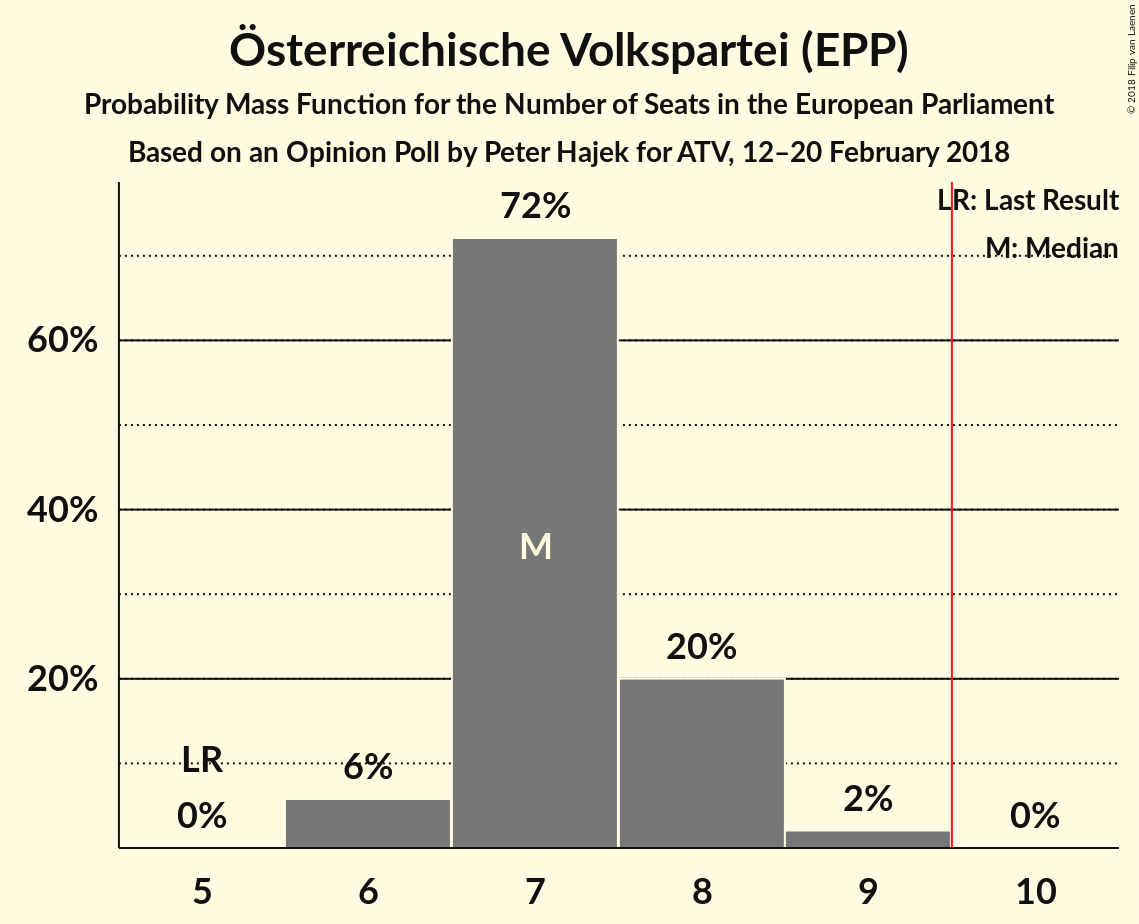 Österreichische Volkspartei (EPP)
Probability Mass Function for the Number of Seats in the European Parliament
Based on an Opinion Poll by Peter Hajek for ATV, 12–20 February 2018
© 2018 Filip van Laenen
LR: Last Result
M: Median
72%
60%
40%
M
20%
20%
LR
6%
0%
2%
0%
5 6 7 8 9 10